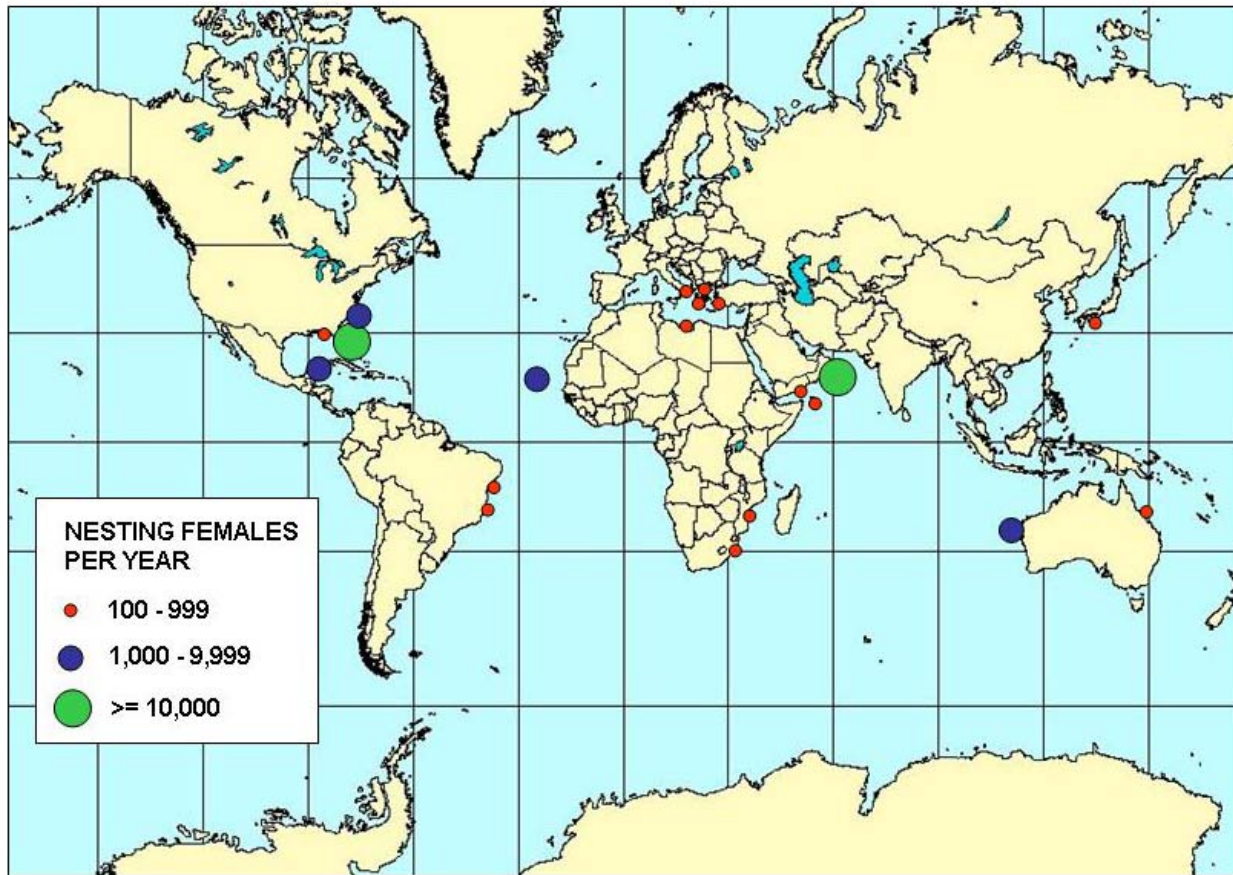 NESTING FEMALES
PER YEAR
100 - 999
1,000 - 9,999
>= 10,000